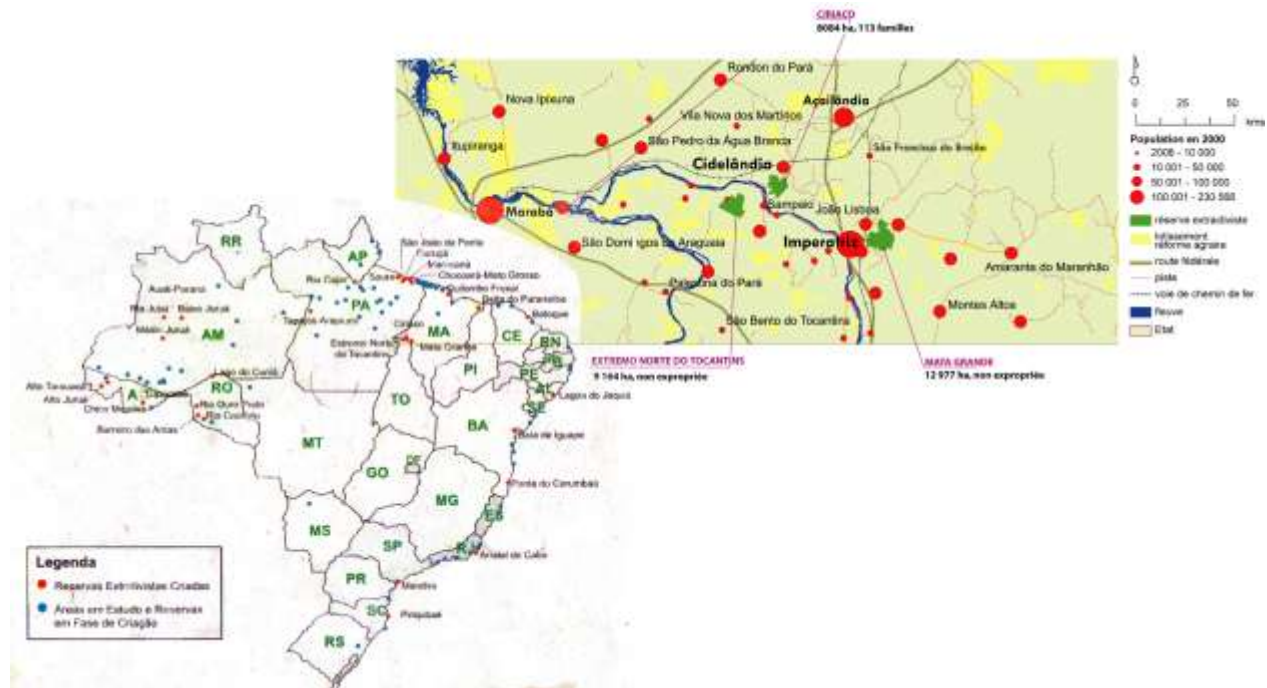 CIRIACO
8084 ha, 113 familles
Rondon do Pará
Nova Ipixuna
Açailândia
Vila Nova dos Martírios
São Pedro da Água Branca
Itupiranga
Cidelândia
São Francisco do Brejão
Sampaio
João Lisboa
Marabá
Imperatriz
São Domingos do Araguaia
Amarante do Maranhão
Palestina do Pará
Montes Altos
São Bento do Tocantins
EXTREMO NORTE DO TOCANTINS
9 164 ha, non expropriée
MATA GRANDE
12 977 ha, non expropriée
0 25 50
kms
Population en 2000
10 001 - 50 000
50 001 - 100 000
réserve extractiviste
lotissement
réforme agraire
route fédérale
piste
voie de chemin de fer
fleuve
Etat
RR
AP
São João da Ponta
Maracanã
Chocoaré-Mato Grosso
Soure
Rio Cajari
Quilombo Frexal
Delta do Parnaíba
Batoque
Auati-Paraná
Rio Jutaí
Baixo Juruá
Médio Juruá
PA
Tapajós-Arapiuns
AM
MA
CE
RN
PB
Ciriaco
Extremo Norte
do Tocantins
Mata Grande
PI
PE
AL
SE
Lagoa do Jequiá
Alto Tarauacá
Alto Juruá
Chico Mendes
Lago do Cuniã
RO
Rio Ouro Preto
Rio Cautário
Barreiro das Antas
TO
BA
Baía de Iguape
MT
GO
DF
Ponta do Corumbau
MG
ES
MS
SP
Arraial do Cabo
PR
Mandira
SC
Pirajubaé
RS
Legenda
Reservas Extrativistas Criadas
Áreas em Estudo e Reservas
em Fase de Criação